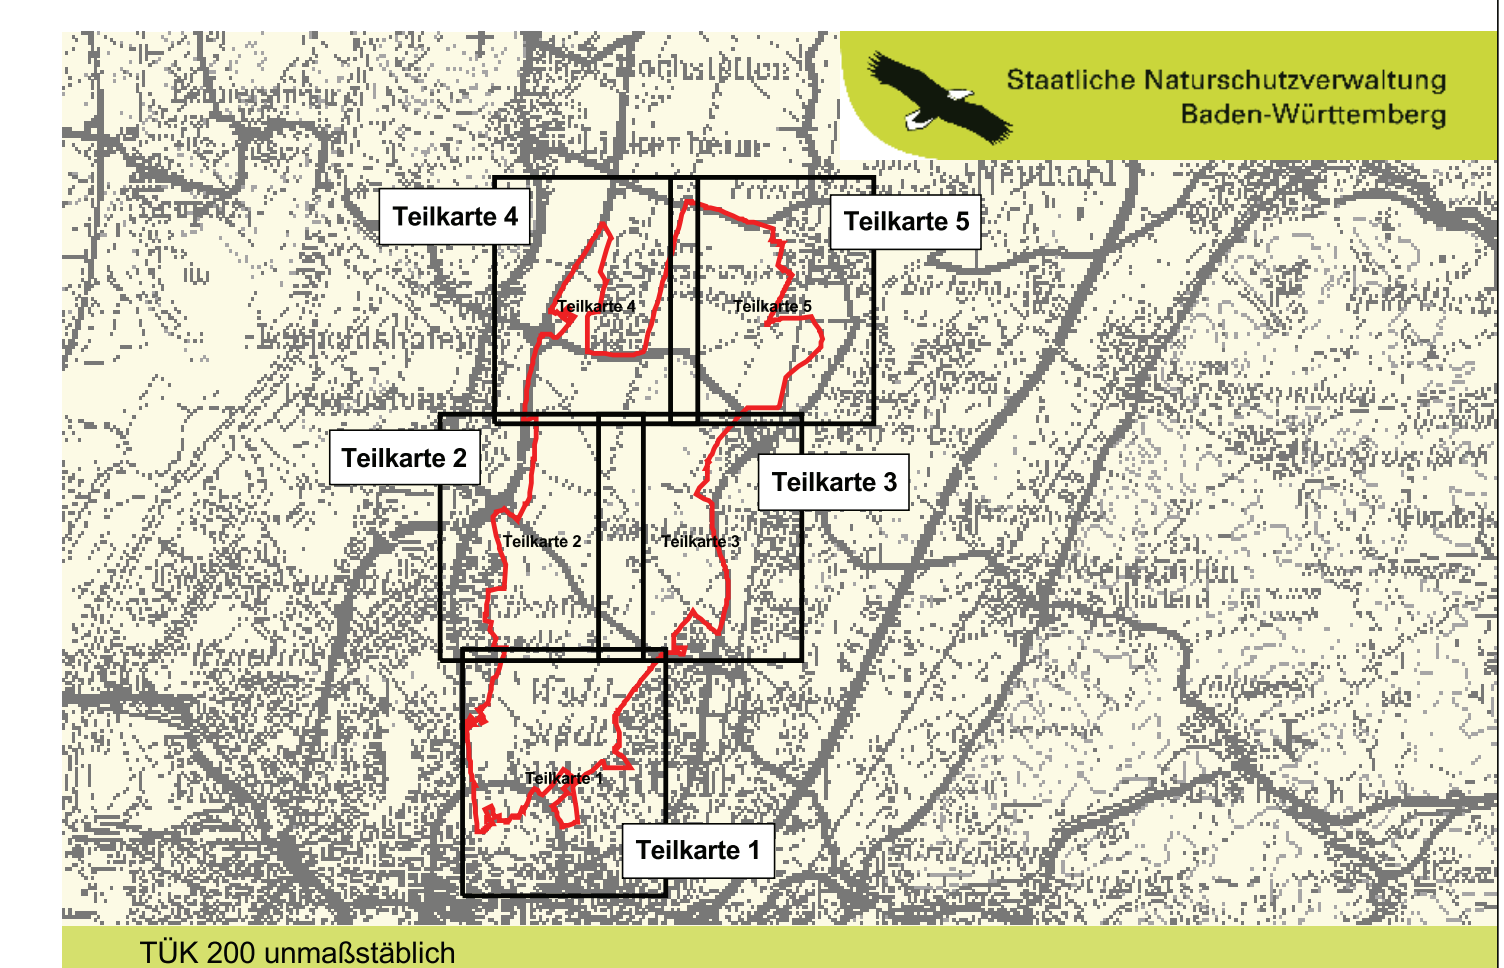 Staatliche Naturschutzverwaltung
Baden-Württemberg
Teilkarte 4
Teilkarte 5
Teilkarte 4
Teilkarte 5
Teilkarte 2
Teilkarte 3
Teilkarte 2
Teilkarte 3
Teilkarte 1
Teilkarte 1
TÜK 200 unmaßstäblich